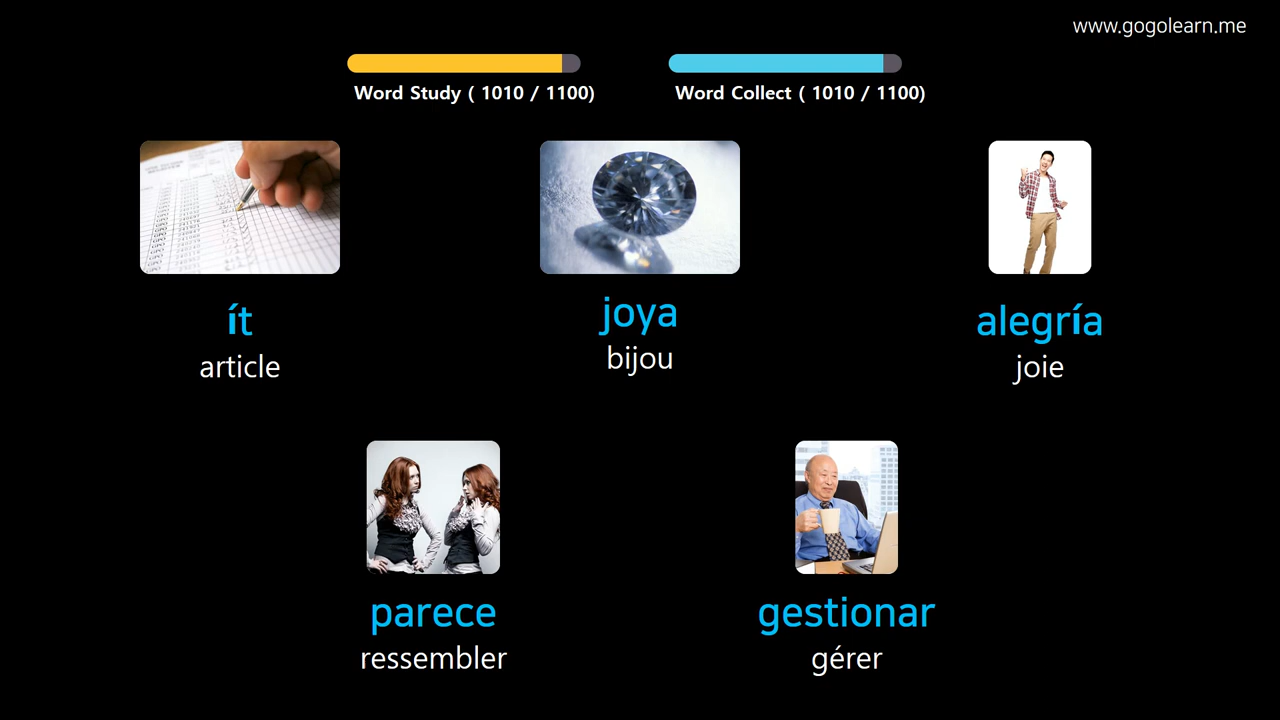 www.gogolearn.me
Word Study ( 1010 / 1100)
Word Collect ( 1010 / 1100)
ít
article
joya
bijou
alegría
joie
parece
ressembler
gestionar
gérer